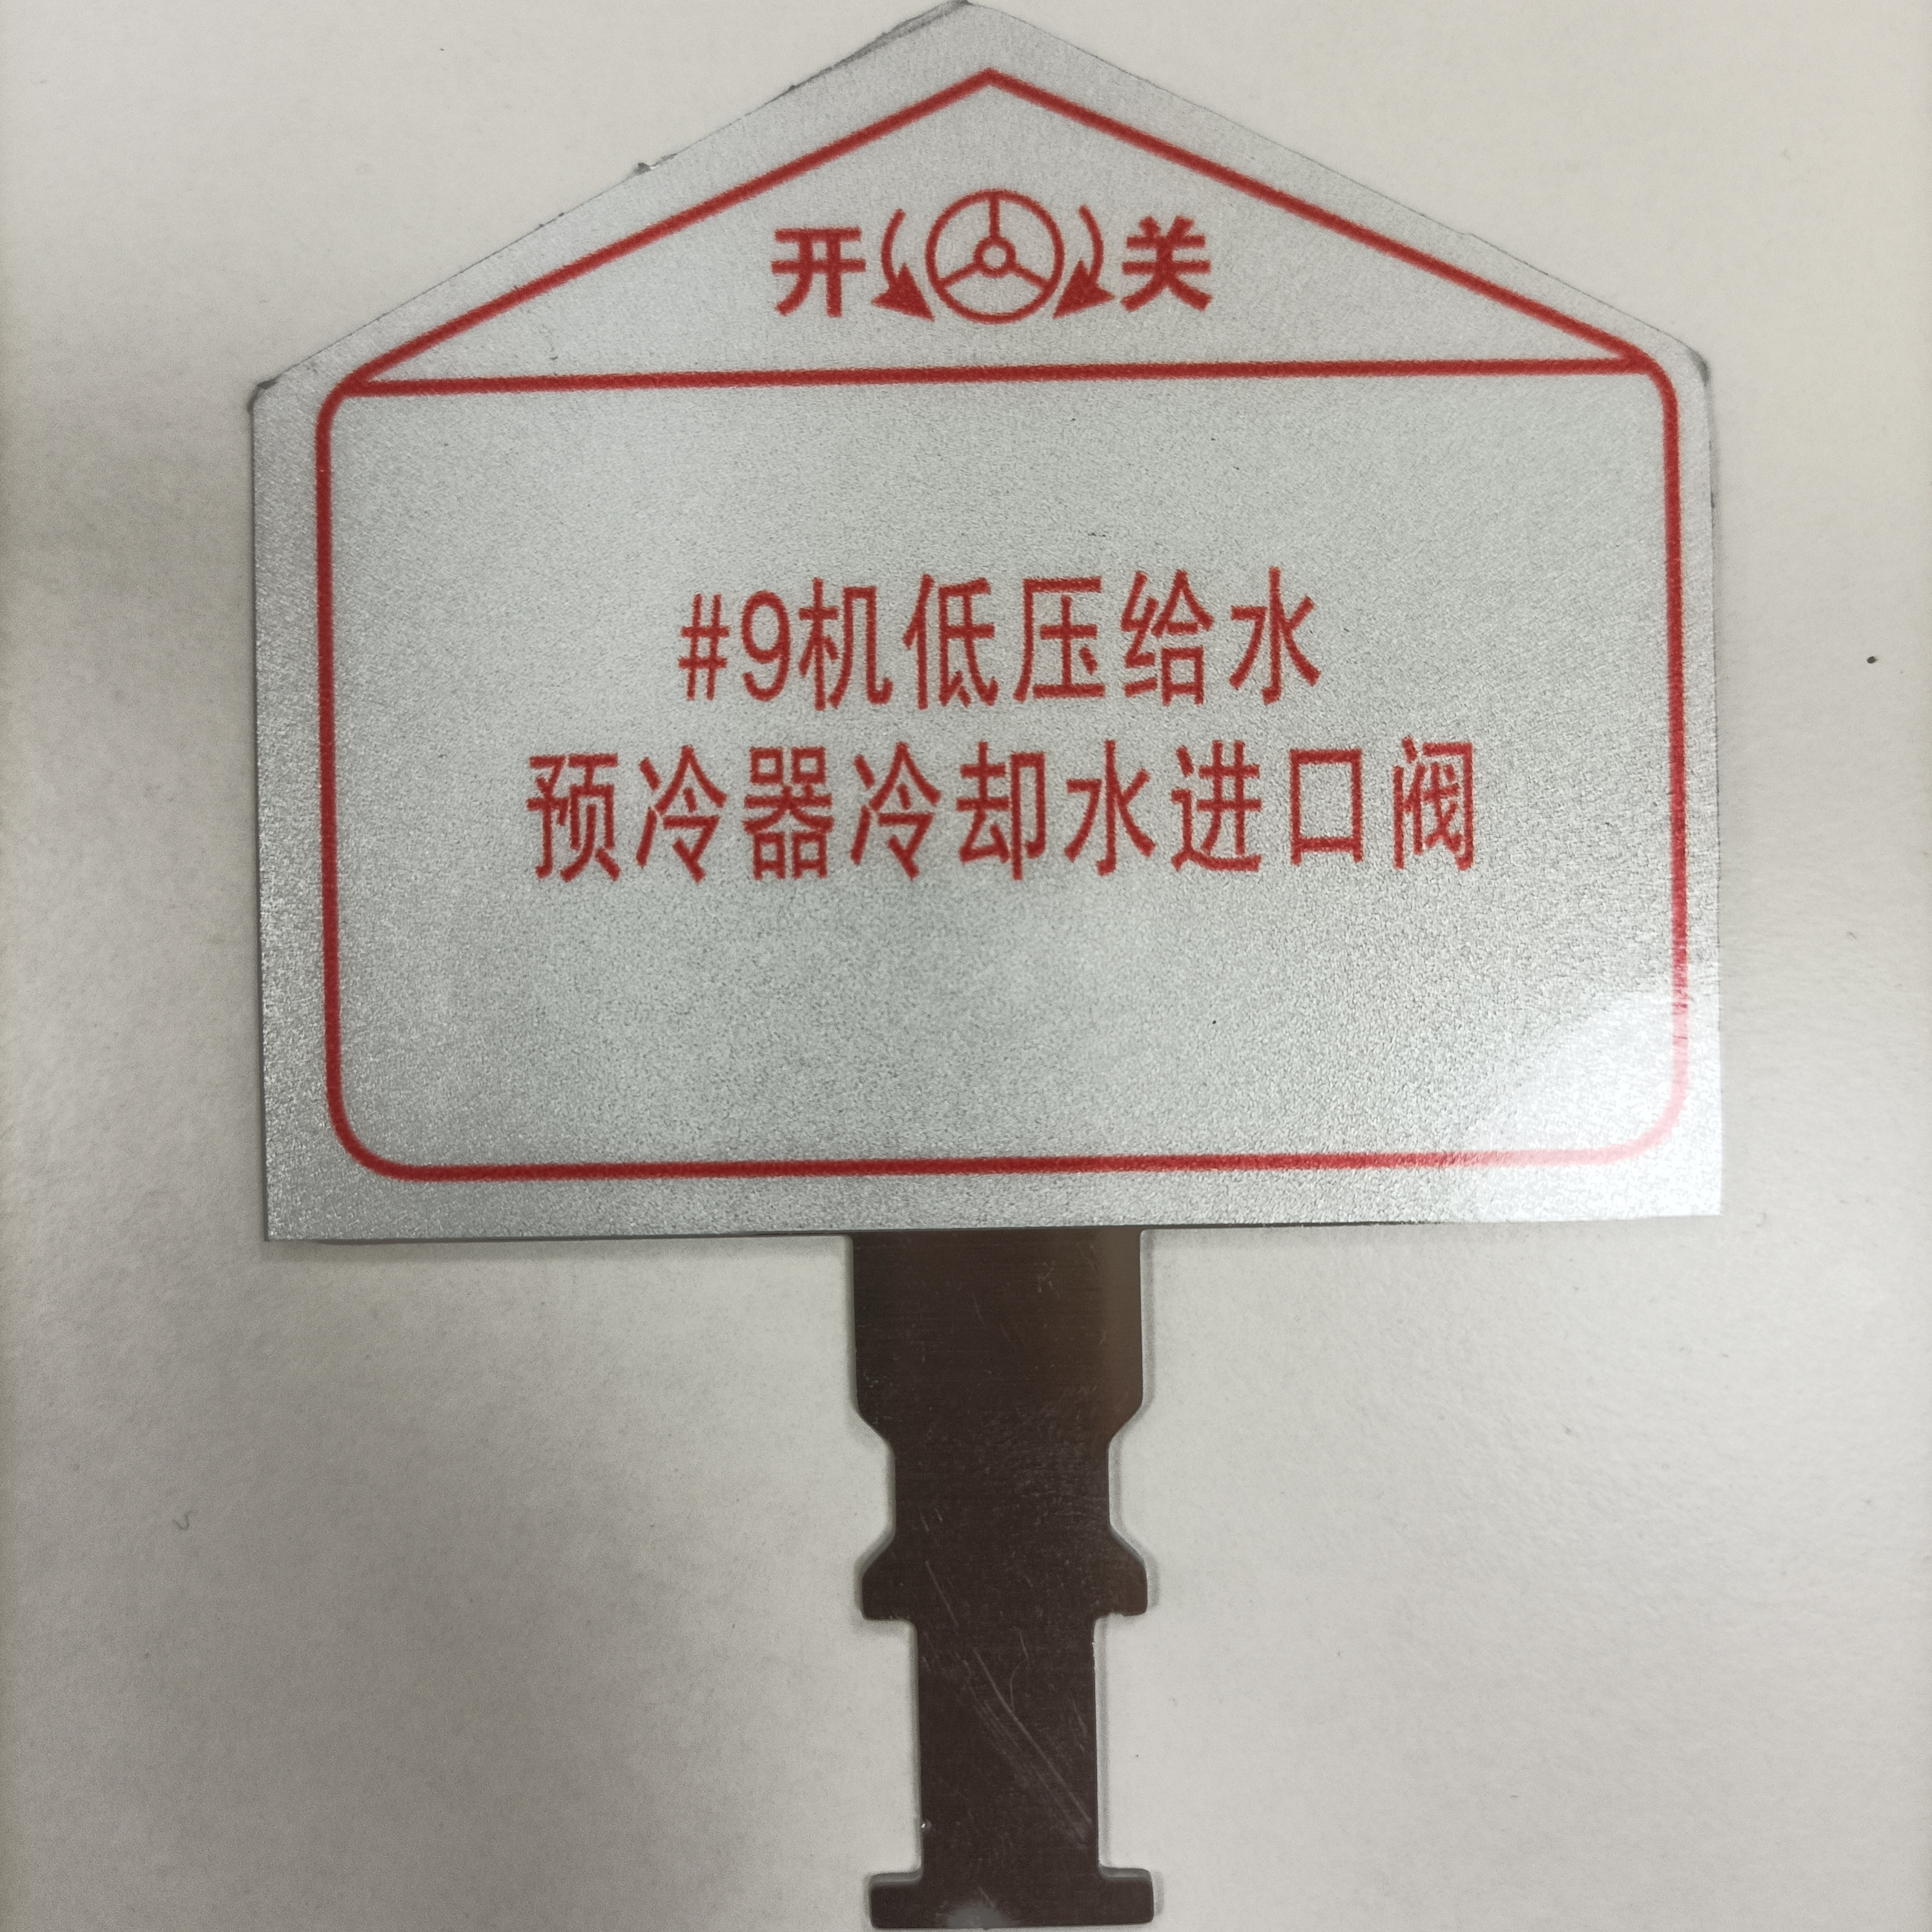 开 关
#9机低压给水
预冷器冷却水进口阀